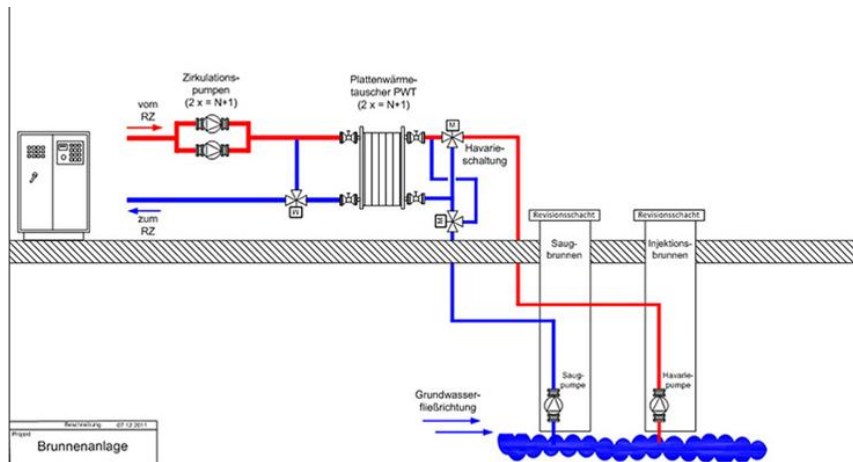 Zirkulations-
pumpen
(2 x = N+1)
Plattenwärme-
tauscher PWT
(2 x = N+1)
vom
RZ
M
Havarie-
schaltung
M
M
zum
RZ
Revisionsschacht
Revisionsschacht
Saug-
brunnen
Injektions-
brunnen
Saug-
pumpe
Havarie-
pumpe
Grundwasser-
fließrichtung
Beschreibung 07.12.2011
Projekt
Brunnenanlage